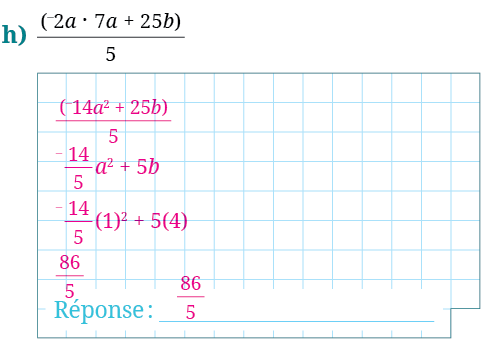 h) (⁻2a · 7a + 25b)
5
(⁻14a² + 25b)
5
⁻14
5 a² + 5b
⁻14
5 (1)² + 5(4)
86
5
86
5
Réponse :